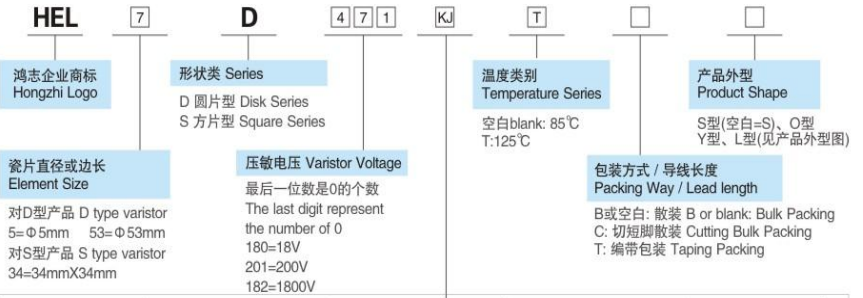 HEL 7 D 4 7 1 KJ T
鸿志企业商标
Hongzhi Logo
形状类 Series
D 圆片型 Disk Series
S 方片型 Square Series
温度类别
Temperature Series
空白blank: 85℃
T:125℃
产品外型
Product Shape
S型(空白=S)、O型
Y型、L型(见产品外型图)
瓷片直径或边长
Element Size
对D型产品 D type varistor
5=Φ5mm 53=Φ53mm
对S型产品 S type varistor
34=34mmX34mm
压敏电压 Varistor Voltage
最后一位数是0的个数
The last digit represent
the number of 0
180=18V
201=200V
182=1800V
包装方式 / 导线长度
Packing Way / Lead length
B或空白: 散装 B or blank: Bulk Packing
C: 切短脚散装 Cutting Bulk Packing
T: 编带包装 Taping Packing